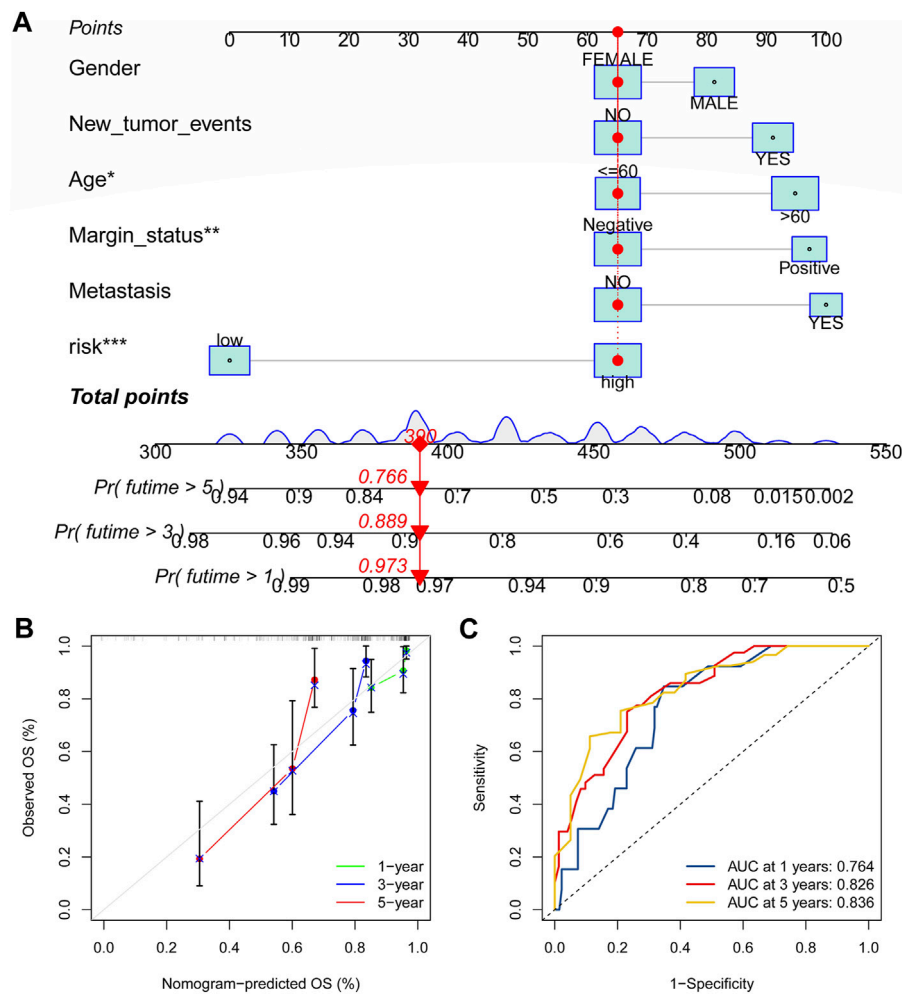 A
Points
0 10 20 30 40 50 60 70 80 90 100
Gender
FEMALE
MALE
New_tumor_events
NO
YES
Age*
<=60
>60
Margin_status**
Negative
Positive
Metastasis
NO
YES
risk***
low
high
Total points
390
300 350 400 450 500 550
0.766
Pr( futime > 5 )
0.94 0.9 0.84 0.7 0.5 0.3 0.08 0.015 0.002
0.889
Pr( futime > 3 )
0.98 0.96 0.94 0.9 0.8 0.6 0.4 0.16 0.06
0.973
Pr( futime > 1 )
0.99 0.98 0.97 0.94 0.9 0.8 0.7 0.5
B
Observed OS (%)
1.0
0.8
0.6
0.4
0.2
0.0
1−year
3−year
5−year
0.0 0.2 0.4 0.6 0.8 1.0
Nomogram−predicted OS (%)
C
Sensitivity
1.0
0.8
0.6
0.4
0.2
0.0
AUC at 1 years: 0.764
AUC at 3 years: 0.826
AUC at 5 years: 0.836
0.0 0.2 0.4 0.6 0.8 1.0
1−Specificity